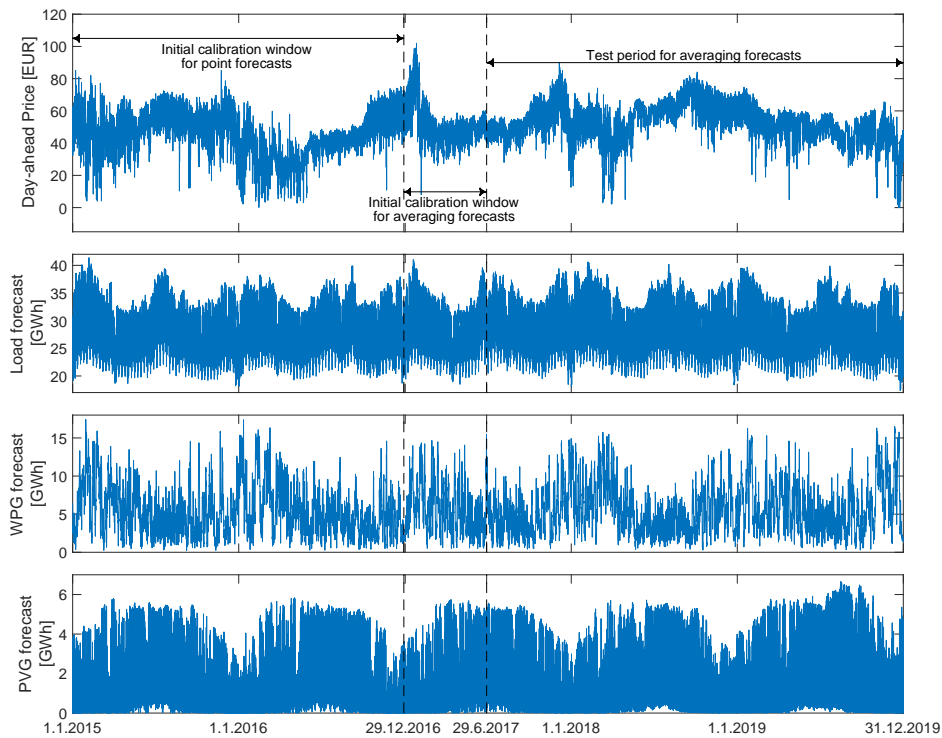 Day-ahead Price [EUR]
120
100
80
60
40
20
0
Initial calibration window
for point forecasts
Test period for averaging forecasts
Initial calibration window
for averaging forecasts
Load forecast
[GWh]
40
35
30
25
20
WPG forecast
[GWh]
15
10
5
0
PVG forecast
[GWh]
6
4
2
0
1.1.2015 1.1.2016 29.12.2016 29.6.2017 1.1.2018 1.1.2019 31.12.2019